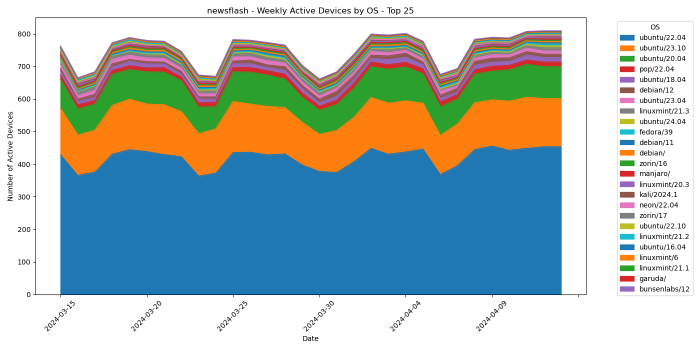 newsflash - Weekly Active Devices by OS - Top 25
Number of Active Devices
800
700
600
500
400
300
200
100
0
2024-03-15
2024-03-20
2024-03-25
2024-03-30
2024-04-04
2024-04-09
Date
OS
ubuntu/22.04
ubuntu/23.10
ubuntu/20.04
pop/22.04
ubuntu/18.04
debian/12
ubuntu/23.04
linuxmint/21.3
ubuntu/24.04
fedora/39
debian/11
debian/
zorin/16
manjaro/
linuxmint/20.3
kali/2024.1
neon/22.04
zorin/17
ubuntu/22.10
linuxmint/21.2
ubuntu/16.04
linuxmint/6
linuxmint/21.1
garuda/
bunsenlabs/12